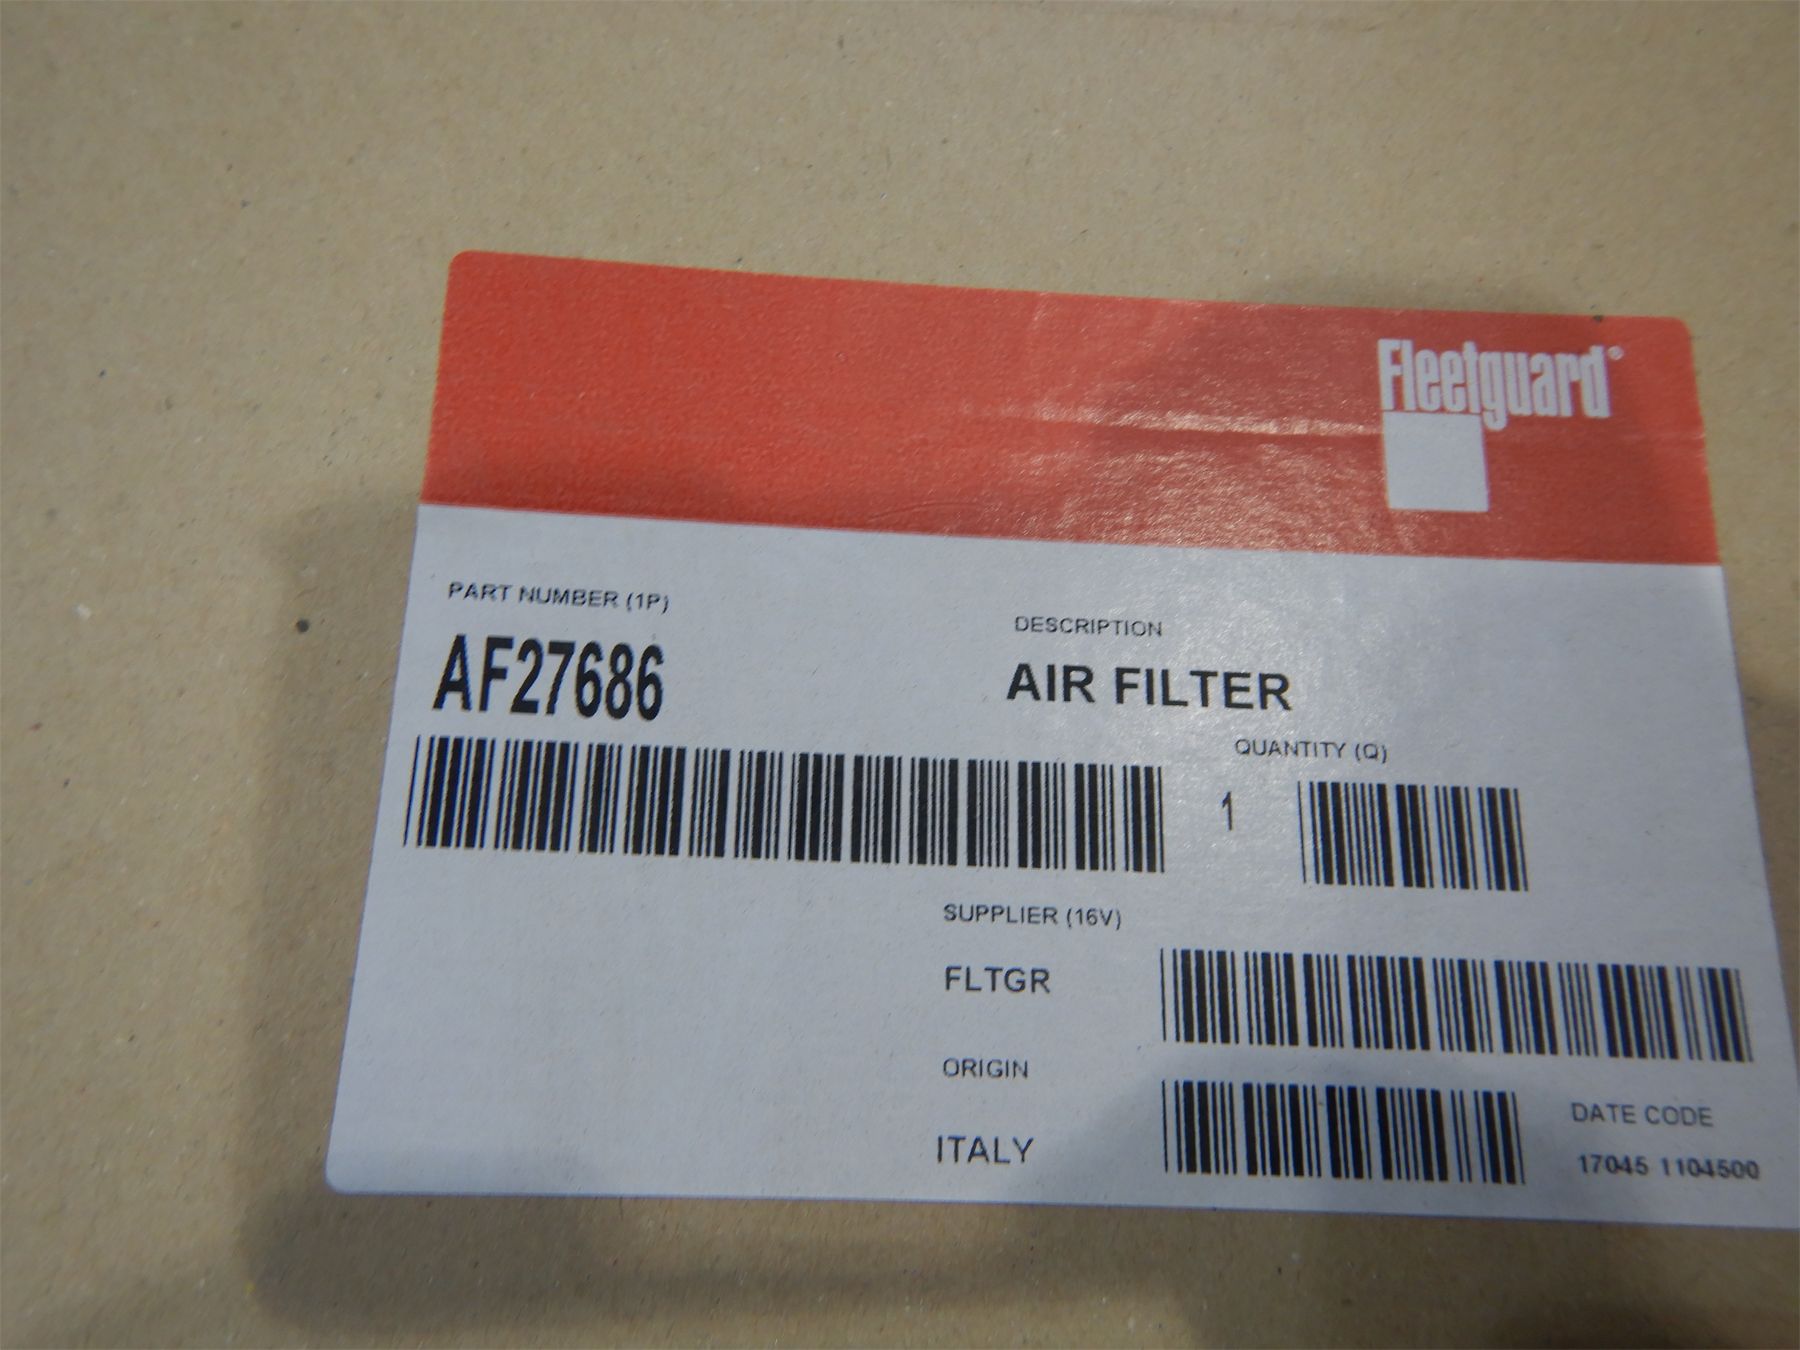 Fleetguard®
PART NUMBER (1P)
DESCRIPTION
AF27686
AIR FILTER
QUANTITY (Q)
1
SUPPLIER (16V)
FLTGR
ORIGIN
DATE CODE
ITALY
17045 1104500